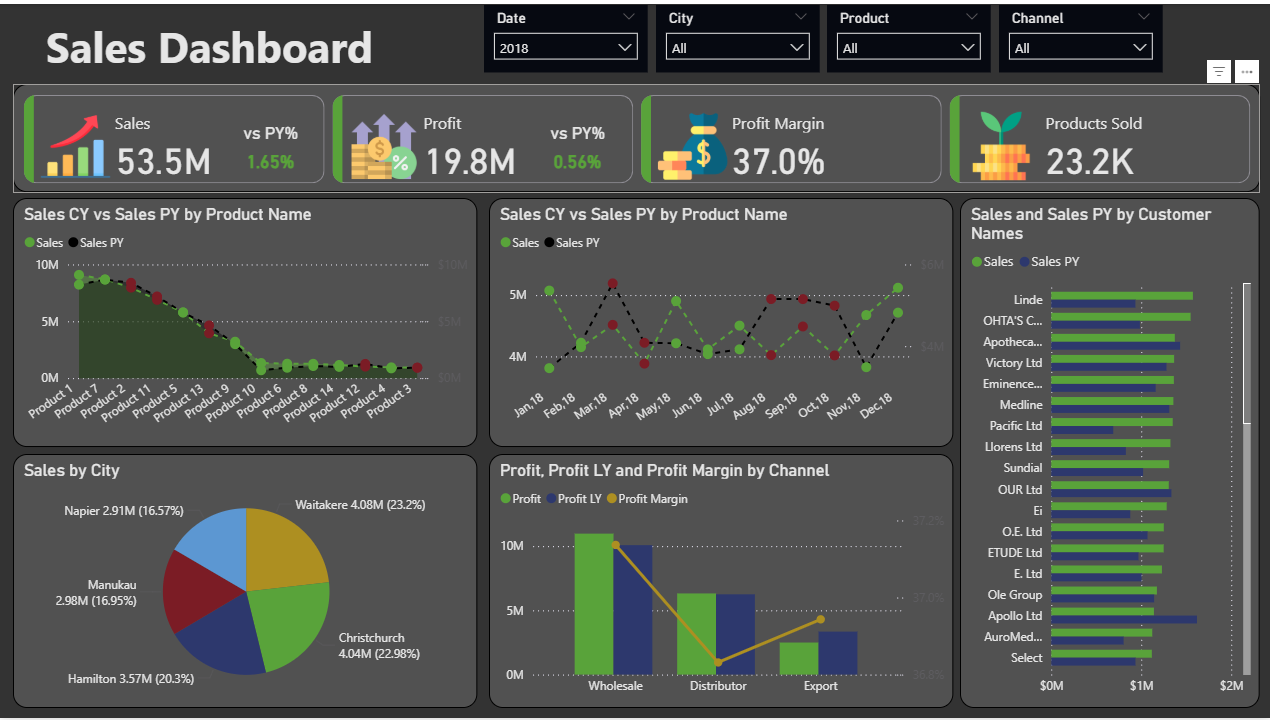 Sales Dashboard
Date
2018
City
All
Product
All
Channel
All
Sales
53.5M
vs PY%
1.65%
Profit
19.8M
vs PY%
0.56%
Profit Margin
37.0%
Products Sold
23.2K
Sales CY vs Sales PY by Product Name
Sales
Sales PY
10M
5M
0M
$10M
$5M
$0M
Product 1
Product 7
Product 2
Product 11
Product 5
Product 13
Product 9
Product 10
Product 6
Product 8
Product 14
Product 12
Product 4
Product 3
Sales CY vs Sales PY by Product Name
Sales
Sales PY
5M
4M
$6M
$4M
Jan,18
Feb,18
Mar,18
Apr,18
May,18
Jun,18
Jul,18
Aug,18
Sep,18
Oct,18
Nov,18
Dec,18
Sales and Sales PY by Customer
Names
Sales
Sales PY
Linde
OHTA'S C...
Apotheca...
Victory Ltd
Eminence...
Medline
Pacific Ltd
Llorens Ltd
Sundial
OUR Ltd
Ei
O.E. Ltd
ETUDE Ltd
E. Ltd
Ole Group
Apollo Ltd
AuroMed...
Select
$0M
$1M
$2M
Sales by City
Napier 2.91M (16.57%)
Waitakere 4.08M (23.2%)
Manukau
2.98M (16.95%)
Christchurch
4.04M (22.98%)
Hamilton 3.57M (20.3%)
Profit, Profit LY and Profit Margin by Channel
Profit
Profit LY
Profit Margin
10M
5M
0M
37.2%
37.0%
36.8%
Wholesale
Distributor
Export